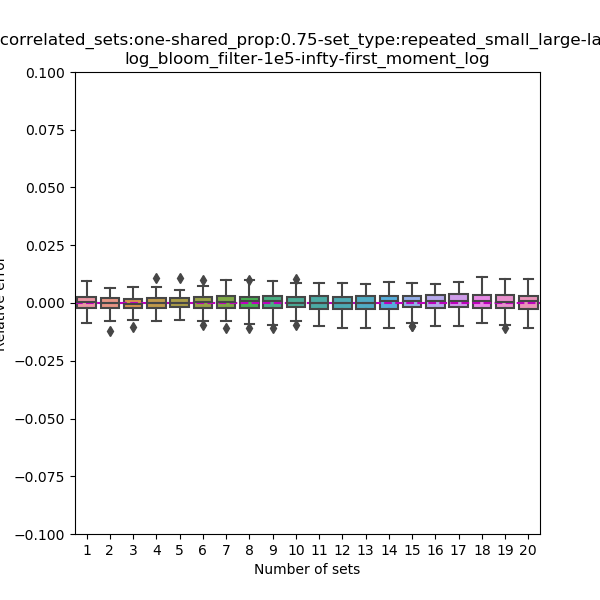 correlated_sets:one-shared_prop:0.75-set_type:repeated_small_large-la
log_bloom_filter-1e5-infty-first_moment_log
0.100
0.075
0.050
0.025
0.000
−0.025
−0.050
−0.075
−0.100
Relative error
1 2 3 4 5 6 7 8 9 10 11 12 13 14 15 16 17 18 19 20
Number of sets